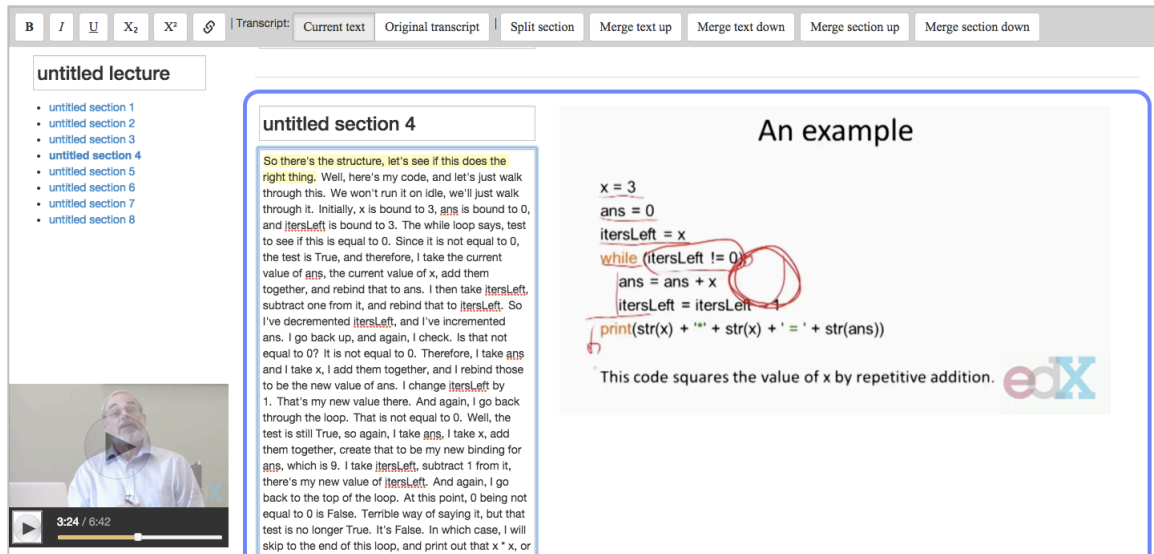 B I U X₂ X² | Transcript: Current text Original transcript | Split section Merge text up Merge text down Merge section up Merge section down
untitled lecture
untitled section 1
untitled section 2
untitled section 3
untitled section 4
untitled section 5
untitled section 6
untitled section 7
untitled section 8
3:24 / 6:42
untitled section 4
So there's the structure, let's see if this does the
right thing. Well, here's my code, and let's just walk
through this. We won't run it on idle, we'll just walk
through it. Initially, x is bound to 3, ans is bound to 0,
and itersLeft is bound to 3. The while loop says, test
to see if this is equal to 0. Since it is not equal to 0,
the test is True, and therefore, I take the current
value of ans, the current value of x, add them
together, and rebind that to ans. I then take itersLeft,
subtract one from it, and rebind that to itersLeft. So
I've decremented itersLeft, and I've incremented
ans. I go back up, and again, I check. Is that not
equal to 0? It is not equal to 0. Therefore, I take ans
and I take x, I add them together, and I rebind those
to be the new value of ans. I change itersLeft by
1. That's my new value there. And again, I go back
through the loop. That is not equal to 0. Well, the
test is still True, so again, I take ans, I take x, add
them together, create that to be my new binding for
ans, which is 9. I take itersLeft, subtract 1 from it,
there's my new value of itersLeft. And again, I go
back to the top of the loop. At this point, 0 being not
equal to 0 is False. Terrible way of saying it, but that
test is no longer True. It's False. In which case, I will
skip to the end of this loop, and print out that x * x, or
An example
x = 3
ans = 0
itersLeft = x
while (itersLeft != 0):
ans = ans + x
itersLeft = itersLeft - 1
print(str(x) + '*' + str(x) + ' = ' + str(ans))
This code squares the value of x by repetitive addition.
edX